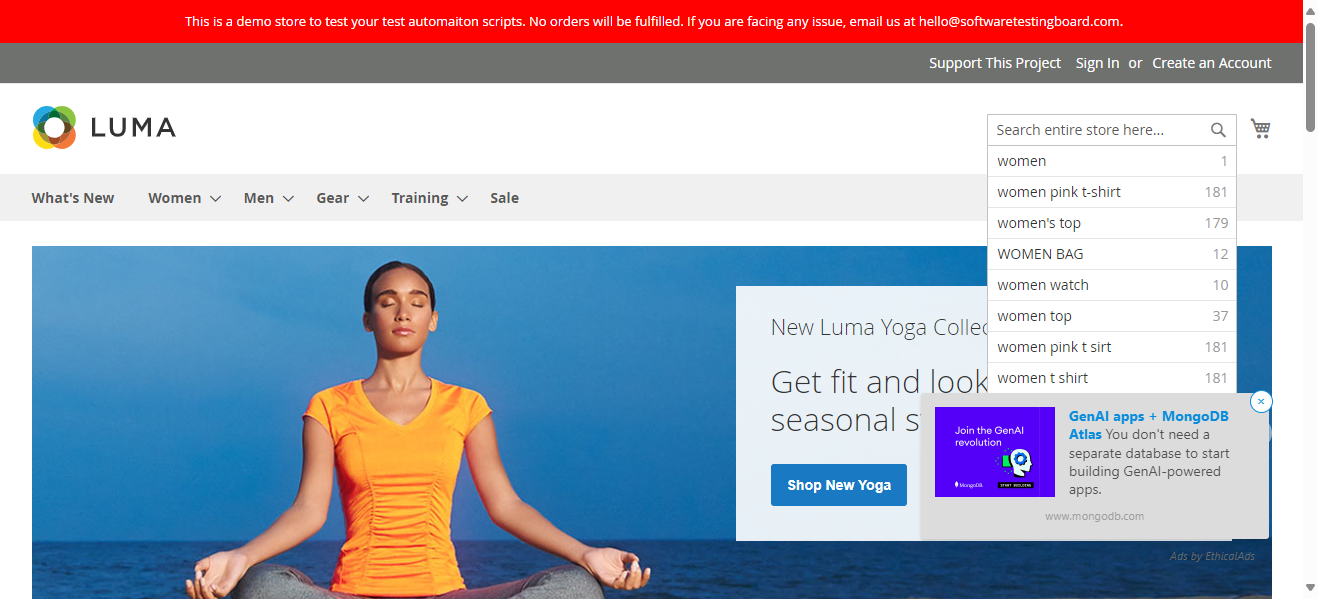 This is a demo store to test your test automaiton scripts. No orders will be fulfilled. If you are facing any issue, email us at hello@softwaretestingboard.com.
Support This Project Sign In or Create an Account
LUMA
Search entire store here...
women 1
women pink t-shirt 181
women's top 179
WOMEN BAG 12
women watch 10
women top 37
women pink t sirt 181
women t shirt 181
What's New Women Men Gear Training Sale
New Luma Yoga Collec
Get fit and look
seasonal s
Shop New Yoga
Join the GenAI
revolution
MongoDB
START BUILDING
GenAI apps + MongoDB
Atlas You don't need a
separate database to start
building GenAI-powered
apps.
www.mongodb.com
Ads by EthicalAds